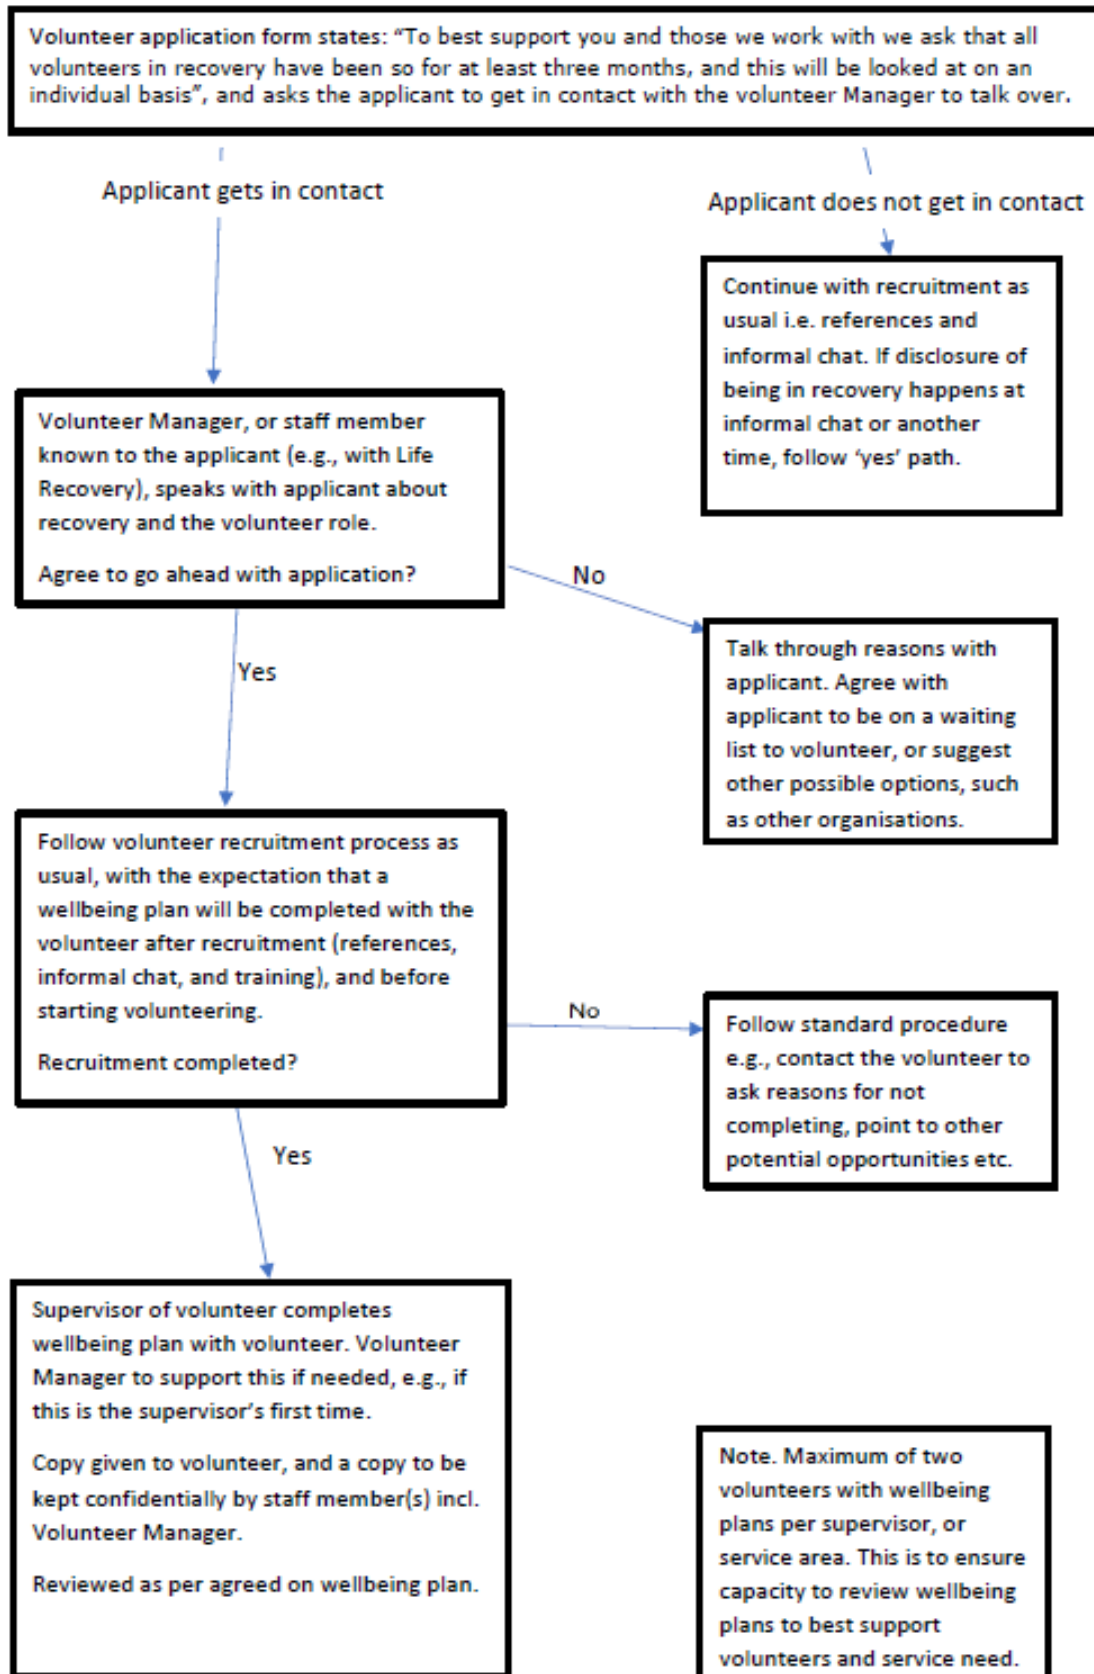 Volunteer application form states: “To best support you and those we work with we ask that all
volunteers in recovery have been so for at least three months, and this will be looked at on an
individual basis”, and asks the applicant to get in contact with the volunteer Manager to talk over.
Applicant gets in contact
Applicant does not get in contact
Continue with recruitment as
usual i.e. references and
informal chat. If disclosure of
being in recovery happens at
informal chat or another
time, follow ‘yes’ path.
Volunteer Manager, or staff member
known to the applicant (e.g., with Life
Recovery), speaks with applicant about
recovery and the volunteer role.
Agree to go ahead with application?
No
Yes
Talk through reasons with
applicant. Agree with
applicant to be on a waiting
list to volunteer, or suggest
other possible options, such
as other organisations.
Follow volunteer recruitment process as
usual, with the expectation that a
wellbeing plan will be completed with the
volunteer after recruitment (references,
informal chat, and training), and before
starting volunteering.
Recruitment completed?
No
Follow standard procedure
e.g., contact the volunteer to
ask reasons for not
completing, point to other
potential opportunities etc.
Yes
Supervisor of volunteer completes
wellbeing plan with volunteer. Volunteer
Manager to support this if needed, e.g., if
this is the supervisor’s first time.
Copy given to volunteer, and a copy to be
kept confidentially by staff member(s) incl.
Volunteer Manager.
Reviewed as per agreed on wellbeing plan.
Note. Maximum of two
volunteers with wellbeing
plans per supervisor, or
service area. This is to ensure
capacity to review wellbeing
plans to best support
volunteers and service need.